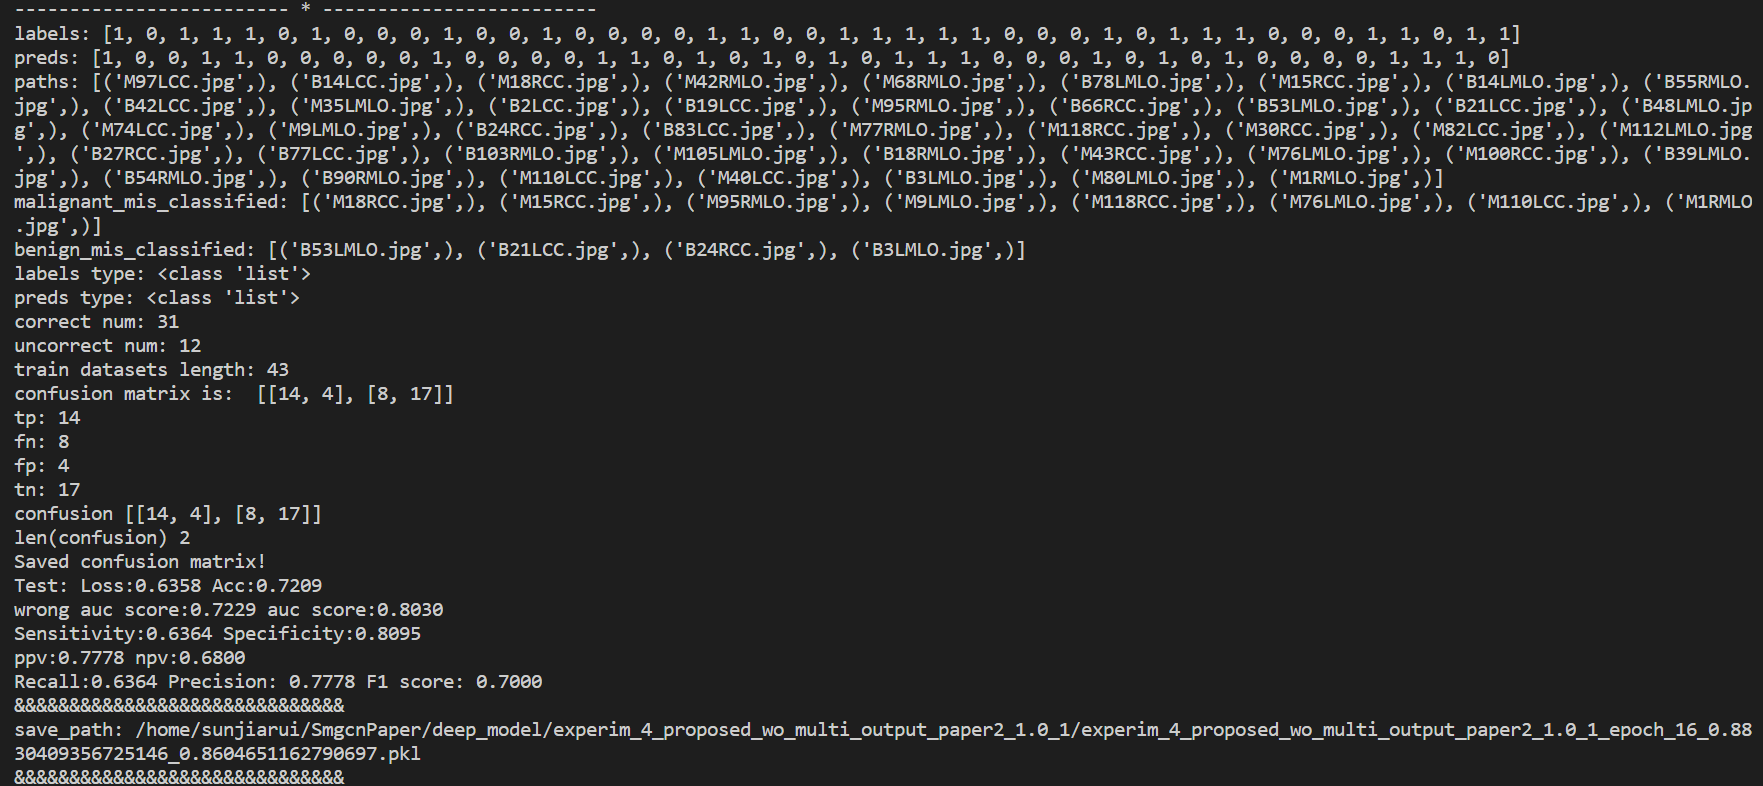 ------------------------- * -------------------------
labels: [1, 0, 1, 1, 1, 0, 1, 0, 0, 0, 1, 0, 0, 1, 0, 0, 0, 0, 1, 1, 0, 0, 1, 1, 1, 1, 1, 0, 0, 0, 1, 0, 1, 1, 1, 0, 0, 0, 1, 1, 0, 1, 1]
preds: [1, 0, 0, 1, 1, 0, 0, 0, 0, 0, 1, 0, 0, 0, 0, 1, 1, 0, 1, 0, 1, 0, 1, 0, 1, 1, 1, 0, 0, 0, 1, 0, 1, 0, 1, 0, 0, 0, 0, 1, 1, 1, 0]
paths: [('M97LCC.jpg',), ('B14LCC.jpg',), ('M18RCC.jpg',), ('M42RMLO.jpg',), ('M68RMLO.jpg',), ('B78LMLO.jpg',), ('M15RCC.jpg',), ('B14LMLO.jpg',), ('B55RMLO.
jpg',), ('B42LCC.jpg',), ('M35LMLO.jpg',), ('B2LCC.jpg',), ('B19LCC.jpg',), ('M95RMLO.jpg',), ('B66RCC.jpg',), ('B53LMLO.jpg',), ('B21LCC.jpg',), ('B48LMLO.jp
g',), ('M74LCC.jpg',), ('M9LMLO.jpg',), ('B24RCC.jpg',), ('B83LCC.jpg',), ('M77RMLO.jpg',), ('M118RCC.jpg',), ('M30RCC.jpg',), ('M82LCC.jpg',), ('M112LMLO.jpg
',), ('B27RCC.jpg',), ('B77LCC.jpg',), ('B103RMLO.jpg',), ('M105LMLO.jpg',), ('B18RMLO.jpg',), ('M43RCC.jpg',), ('M76LMLO.jpg',), ('M100RCC.jpg',), ('B39LMLO.
jpg',), ('B54RMLO.jpg',), ('B90RMLO.jpg',), ('M110LCC.jpg',), ('M40LCC.jpg',), ('B3LMLO.jpg',), ('M80LMLO.jpg',), ('M1RMLO.jpg',)]
malignant_mis_classified: [('M18RCC.jpg',), ('M15RCC.jpg',), ('M95RMLO.jpg',), ('M9LMLO.jpg',), ('M118RCC.jpg',), ('M76LMLO.jpg',), ('M110LCC.jpg',), ('M1RMLO
.jpg',)]
benign_mis_classified: [('B53LMLO.jpg',), ('B21LCC.jpg',), ('B24RCC.jpg',), ('B3LMLO.jpg',)]
labels type: <class 'list'>
preds type: <class 'list'>
correct num: 31
uncorrect num: 12
train datasets length: 43
confusion matrix is:  [[14, 4], [8, 17]]
tp: 14
fn: 8
fp: 4
tn: 17
confusion [[14, 4], [8, 17]]
len(confusion) 2
Saved confusion matrix!
Test: Loss:0.6358 Acc:0.7209
wrong auc score:0.7229 auc score:0.8030
Sensitivity:0.6364 Specificity:0.8095
ppv:0.7778 npv:0.6800
Recall:0.6364 Precision: 0.7778 F1 score: 0.7000
&&&&&&&&&&&&&&&&&&&&&&&&&&&&&&
save_path: /home/sunjiarui/SmgcnPaper/deep_model/experim_4_proposed_wo_multi_output_paper2_1.0_1/experim_4_proposed_wo_multi_output_paper2_1.0_1_epoch_16_0.88
30409356725146_0.8604651162790697.pkl
&&&&&&&&&&&&&&&&&&&&&&&&&&&&&&